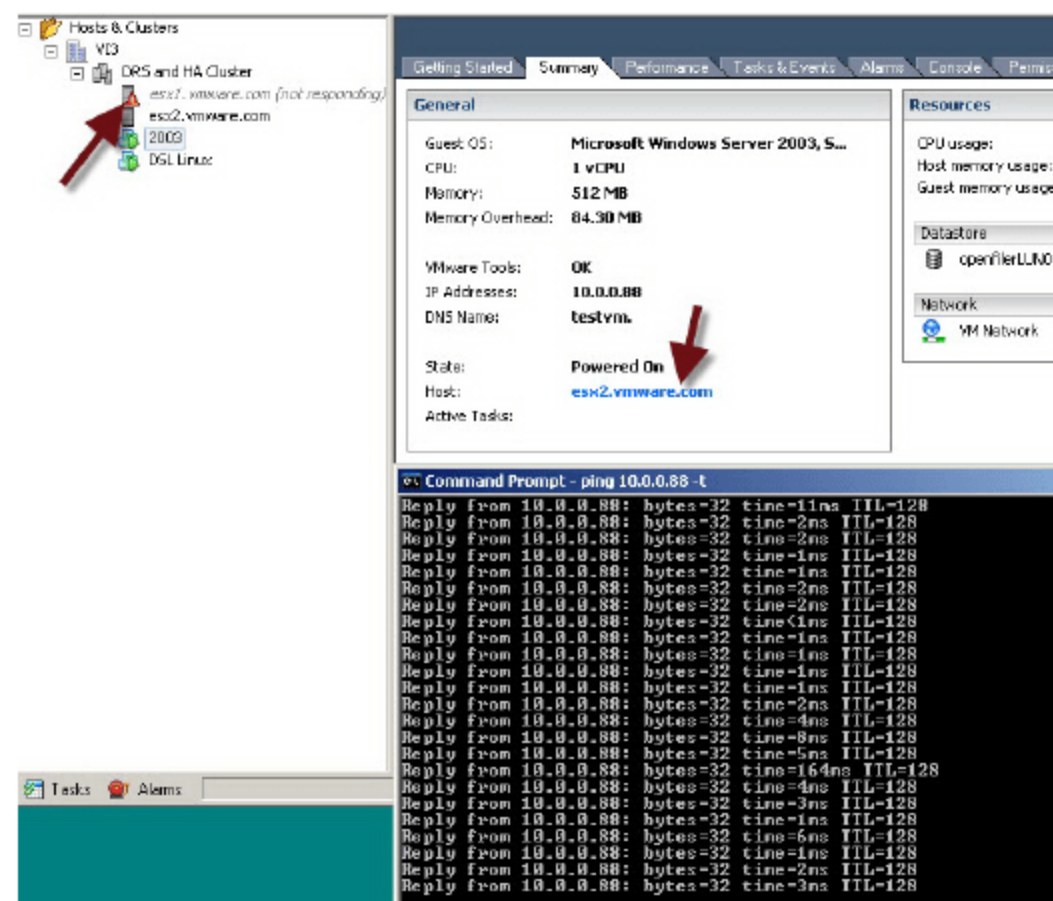 Hosts & Clusters
VI3
DRS and HA Cluster
esx1.vmware.com (not responding)
esx2.vmware.com
2003
DSL Linux
Getting Started Summary Performance Tasks & Events Alarms Console Permis
General
Guest OS: Microsoft Windows Server 2003, S...
CPU: 1 vCPU
Memory: 512 MB
Memory Overhead: 84.30 MB
VMware Tools: OK
IP Addresses: 10.0.0.88
DNS Name: testvm.
State: Powered On
Host: esx2.vmware.com
Active Tasks:
Resources
CPU usage:
Host memory usage:
Guest memory usage
Datastore
openfilerLUN0
Network
VM Network
Command Prompt - ping 10.0.0.88 -t
Reply from 10.0.0.88: bytes=32 time=11ms TTL=128
Reply from 10.0.0.88: bytes=32 time=2ms TTL=128
Reply from 10.0.0.88: bytes=32 time=2ms TTL=128
Reply from 10.0.0.88: bytes=32 time=1ms TTL=128
Reply from 10.0.0.88: bytes=32 time=1ms TTL=128
Reply from 10.0.0.88: bytes=32 time=2ms TTL=128
Reply from 10.0.0.88: bytes=32 time=2ms TTL=128
Reply from 10.0.0.88: bytes=32 time<1ms TTL=128
Reply from 10.0.0.88: bytes=32 time=1ms TTL=128
Reply from 10.0.0.88: bytes=32 time=1ms TTL=128
Reply from 10.0.0.88: bytes=32 time=1ms TTL=128
Reply from 10.0.0.88: bytes=32 time=1ms TTL=128
Reply from 10.0.0.88: bytes=32 time=2ms TTL=128
Reply from 10.0.0.88: bytes=32 time=4ms TTL=128
Reply from 10.0.0.88: bytes=32 time=8ms TTL=128
Reply from 10.0.0.88: bytes=32 time=5ms TTL=128
Reply from 10.0.0.88: bytes=32 time=164ms TTL=128
Reply from 10.0.0.88: bytes=32 time=4ms TTL=128
Reply from 10.0.0.88: bytes=32 time=3ms TTL=128
Reply from 10.0.0.88: bytes=32 time=1ms TTL=128
Reply from 10.0.0.88: bytes=32 time=6ms TTL=128
Reply from 10.0.0.88: bytes=32 time=1ms TTL=128
Reply from 10.0.0.88: bytes=32 time=2ms TTL=128
Reply from 10.0.0.88: bytes=32 time=3ms TTL=128
Tasks Alarms